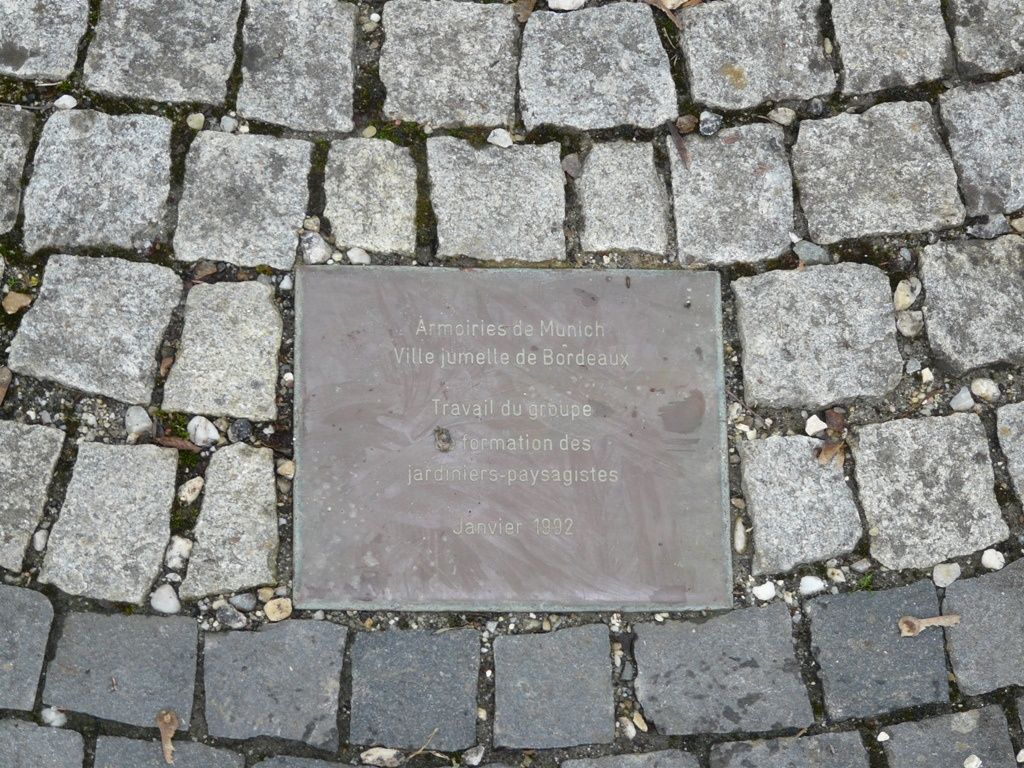 Armoiries de Munich
Ville jumelle de Bordeaux
Travail du groupe
formation des
jardiniers-paysagistes
Janvier 1992